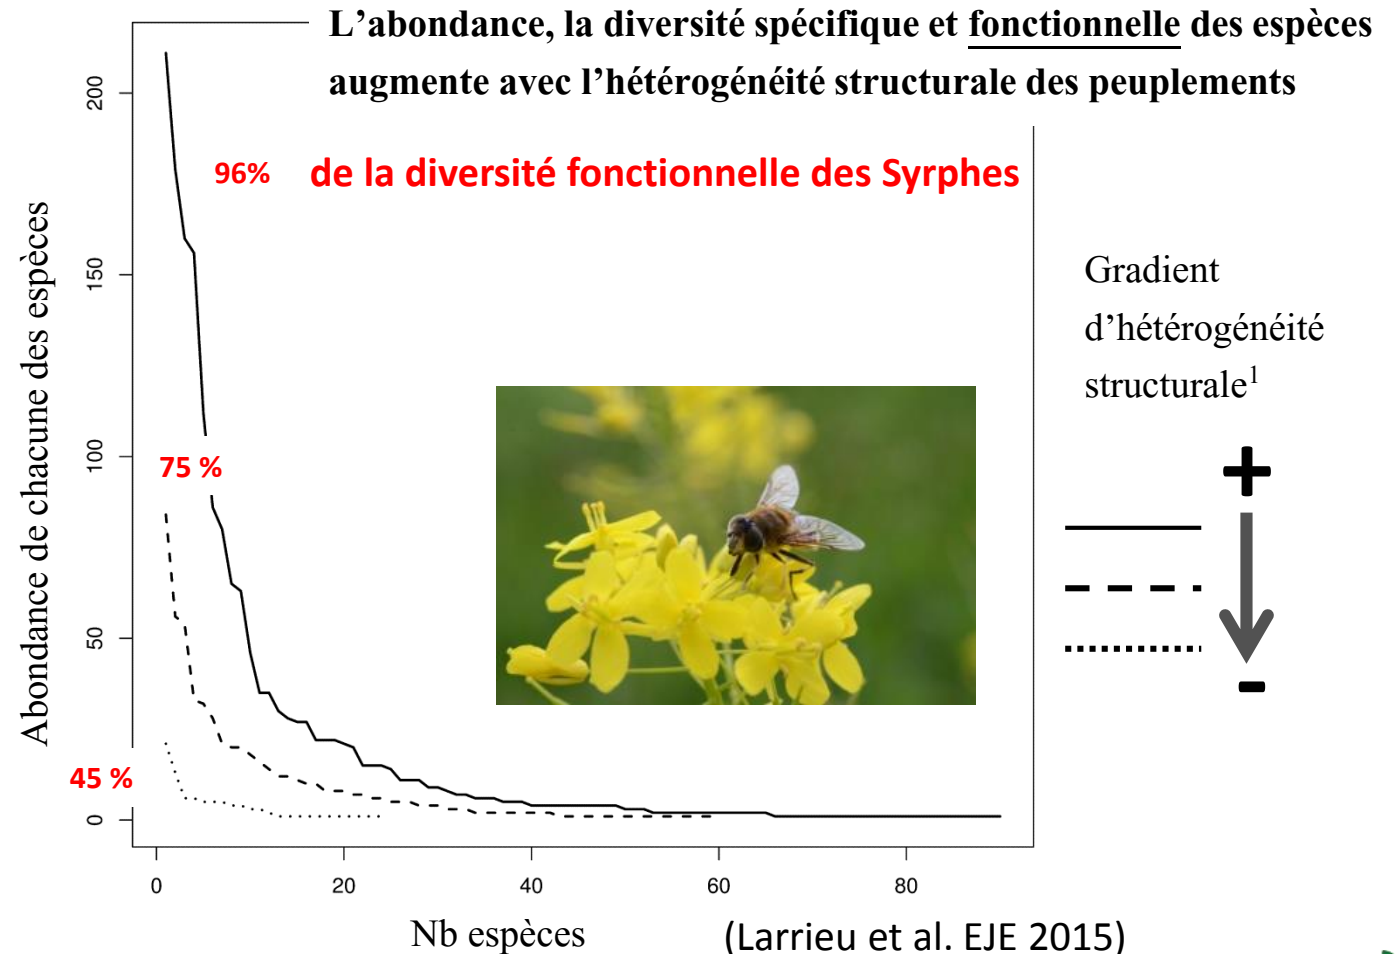 L’abondance, la diversité spécifique et fonctionnelle des espèces
augmente avec l’hétérogénéité structurale des peuplements
96% de la diversité fonctionnelle des Syrphes
75 %
45 %
Abondance de chacune des espèces
200
150
100
50
0
0 20 40 60 80
Nb espèces
(Larrieu et al. EJE 2015)
Gradient
d’hétérogénéité
structurale1
+
-